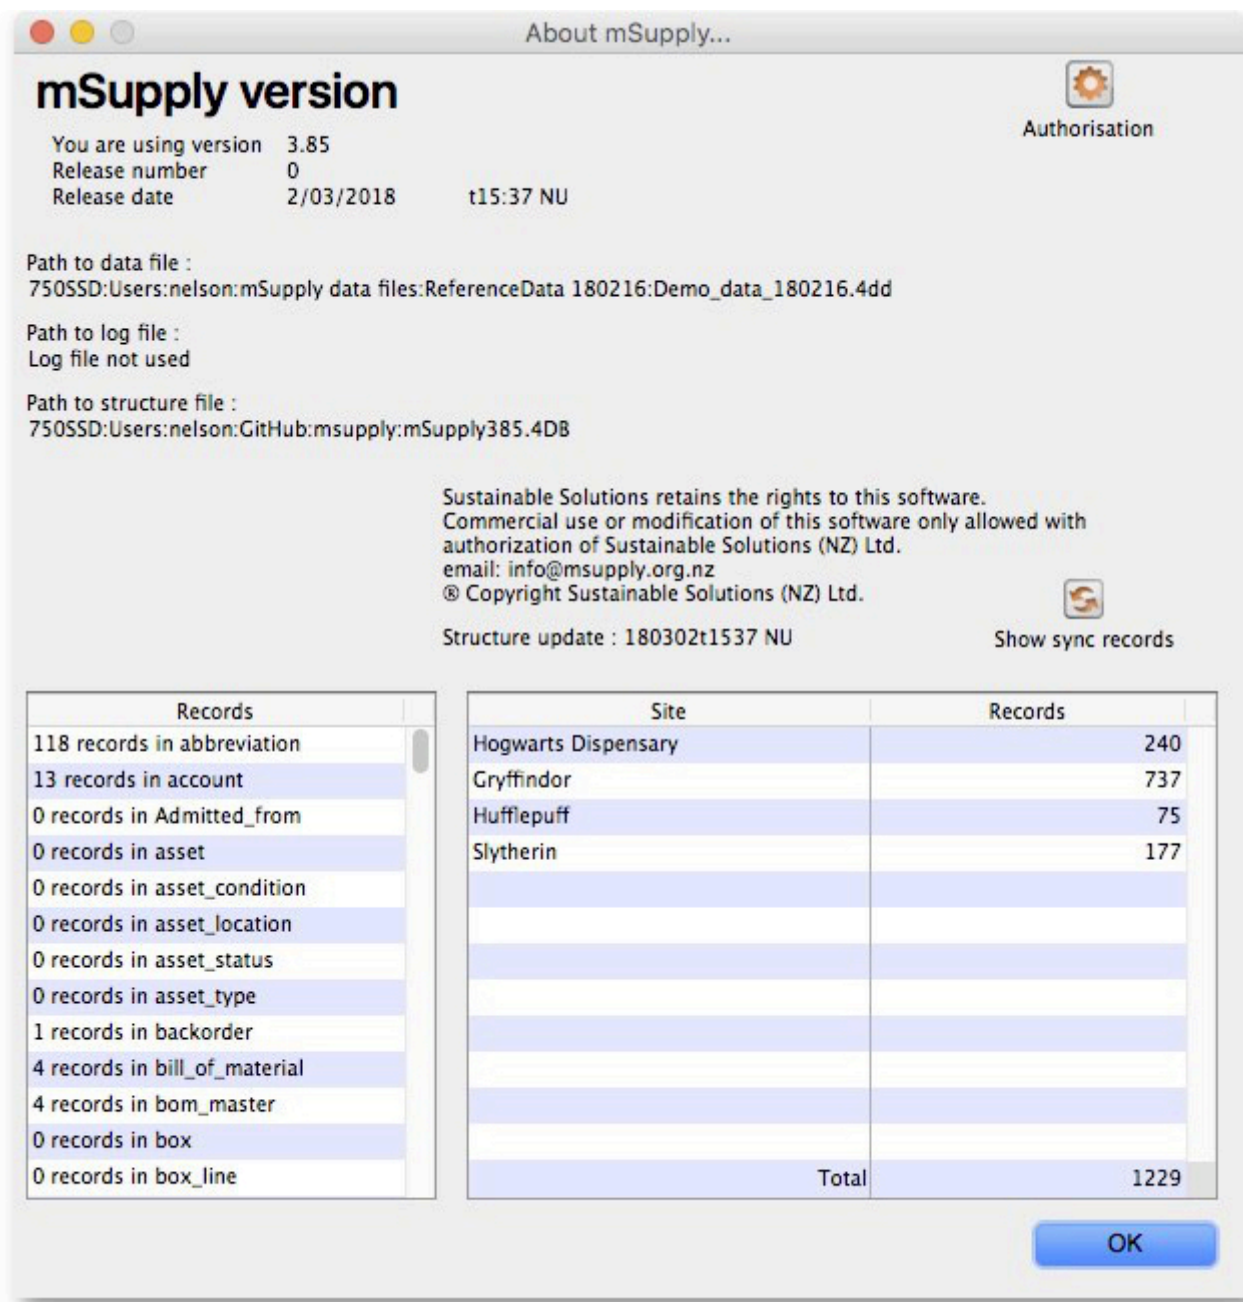 About mSupply...
mSupply version
Authorisation
You are using version 3.85
Release number 0
Release date 2/03/2018 t15:37 NU
Path to data file :
750SSD:Users:nelson:mSupply data files:ReferenceData 180216:Demo_data_180216.4dd
Path to log file :
Log file not used
Path to structure file :
750SSD:Users:nelson:GitHub:msupply:mSupply385.4DB
Sustainable Solutions retains the rights to this software.
Commercial use or modification of this software only allowed with
authorization of Sustainable Solutions (NZ) Ltd.
email: info@msupply.org.nz
® Copyright Sustainable Solutions (NZ) Ltd.
Structure update : 180302t1537 NU
Show sync records
Records
118 records in abbreviation
13 records in account
0 records in Admitted_from
0 records in asset
0 records in asset_condition
0 records in asset_location
0 records in asset_status
0 records in asset_type
1 records in backorder
4 records in bill_of_material
4 records in bom_master
0 records in box
0 records in box_line
Site Records
Hogwarts Dispensary 240
Gryffindor 737
Hufflepuff 75
Slytherin 177
Total 1229
OK